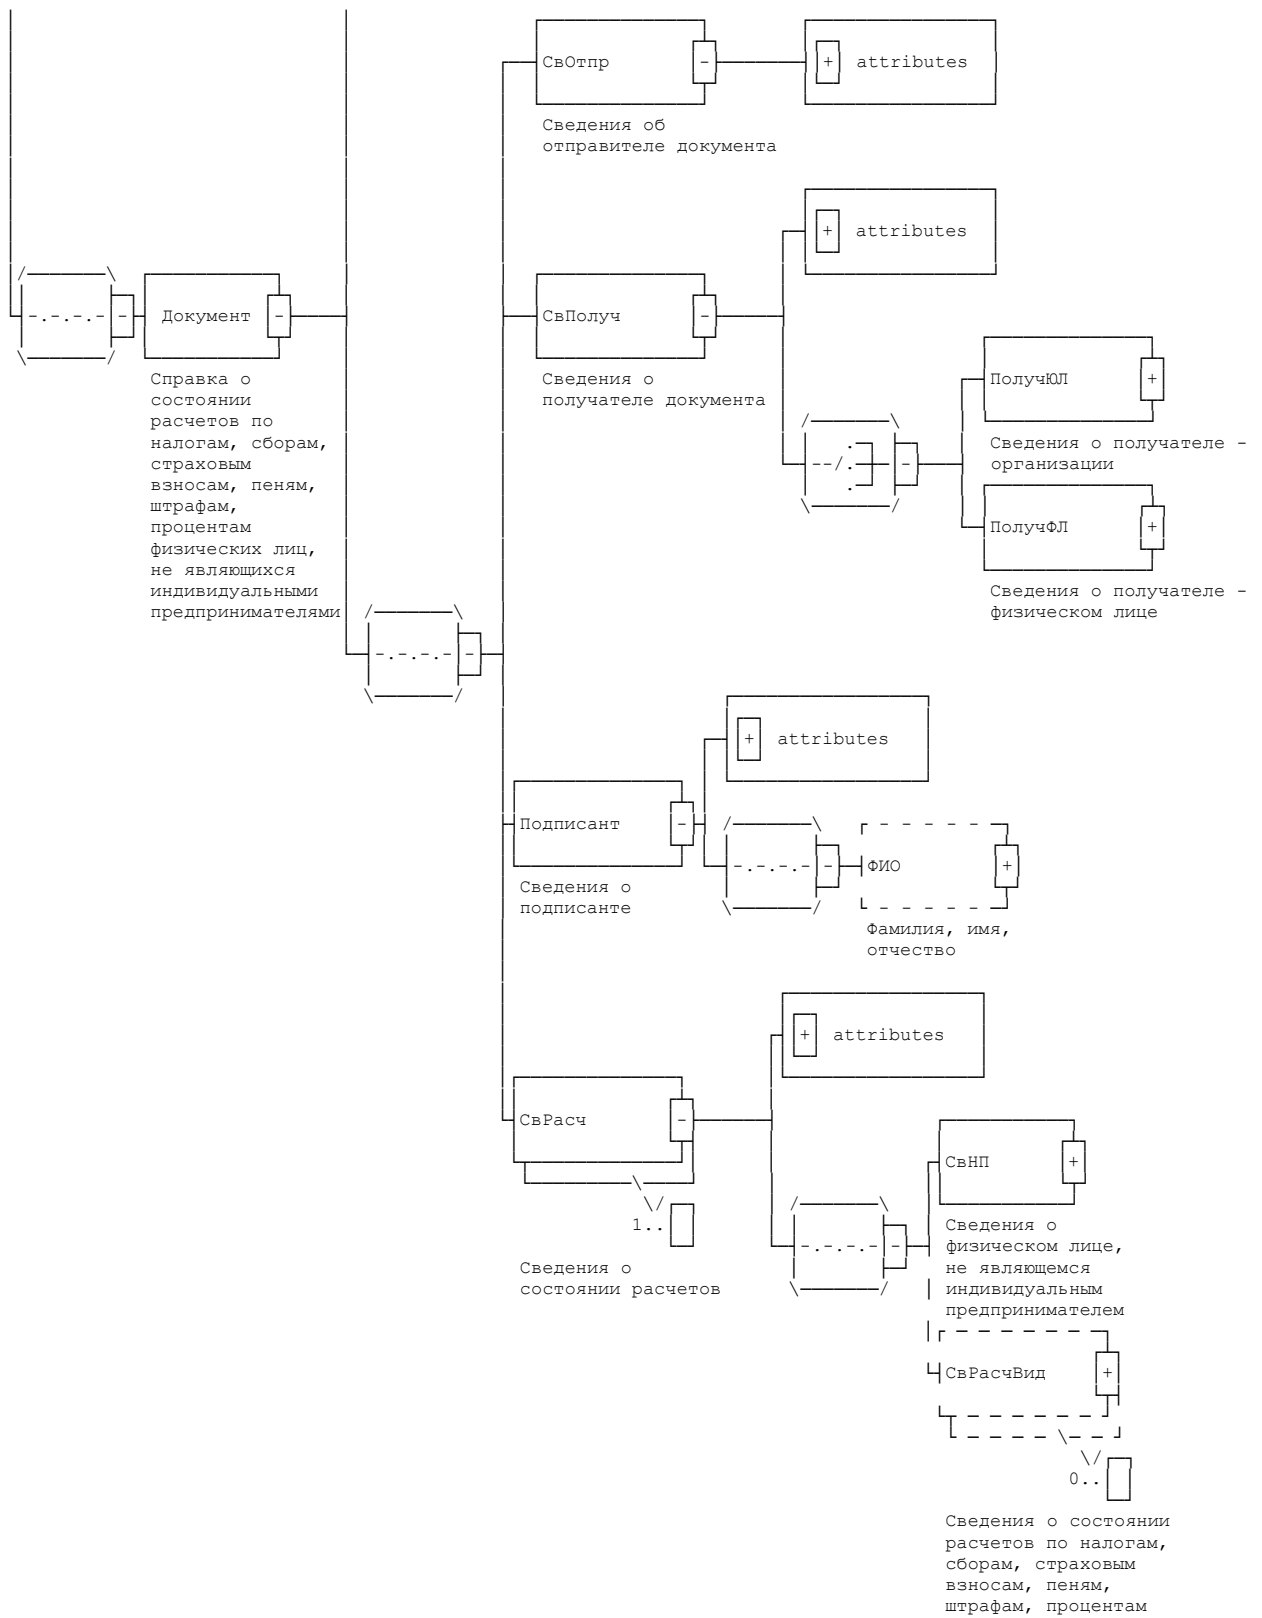 СвОтпр
-
+
attributes
Сведения об
отправителе документа
+
attributes
-.-.-.-
-
Документ
-
СвПолуч
-
Справка о
состоянии
расчетов по
налогам, сборам,
страховым
взносам, пеням,
штрафам,
процентам
физических лиц,
не являющихся
индивидуальными
предпринимателями
Сведения о
получателе документа
--/.
-
ПолучЮЛ
+
Сведения о получателе -
организации
ПолучФЛ
+
Сведения о получателе -
физическом лице
-.-.-.-
-
+
attributes
Подписант
-
Сведения о
подписанте
-.-.-.-
-
ФИО
+
Фамилия, имя,
отчество
+
attributes
СвРасч
-
1..
Сведения о
состоянии расчетов
-.-.-.-
-
СвНП
+
Сведения о
физическом лице,
не являющемся
индивидуальным
предпринимателем
СвРасчВид
+
0..
Сведения о состоянии
расчетов по налогам,
сборам, страховым
взносам, пеням,
штрафам, процентам